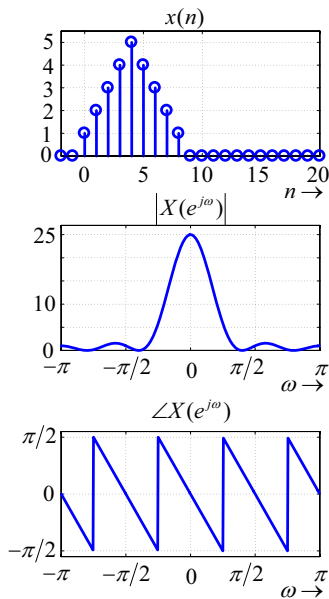 x(n)
5
4
3
2
1
0
0 5 10 15 20
n →
|X(e^{jω})|
25
10
0
−π −π/2 0 π/2 π
ω →
∠X(e^{jω})
π/2
0
−π/2
−π −π/2 0 π/2 π
ω →